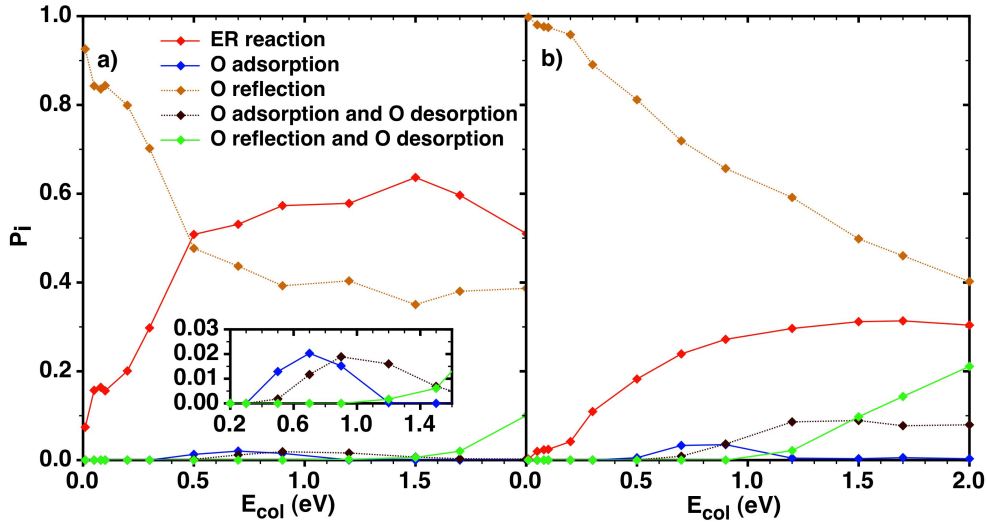 a)
ER reaction
O adsorption
O reflection
O adsorption and O desorption
O reflection and O desorption
b)
1.0
0.8
0.6
0.4
0.2
0.0
Pi
0.03
0.02
0.01
0.00
0.2 0.6 1.0 1.4
0.0 0.5 1.0 1.5 0.0 0.5 1.0 1.5 2.0
Ecol (eV) Ecol (eV)